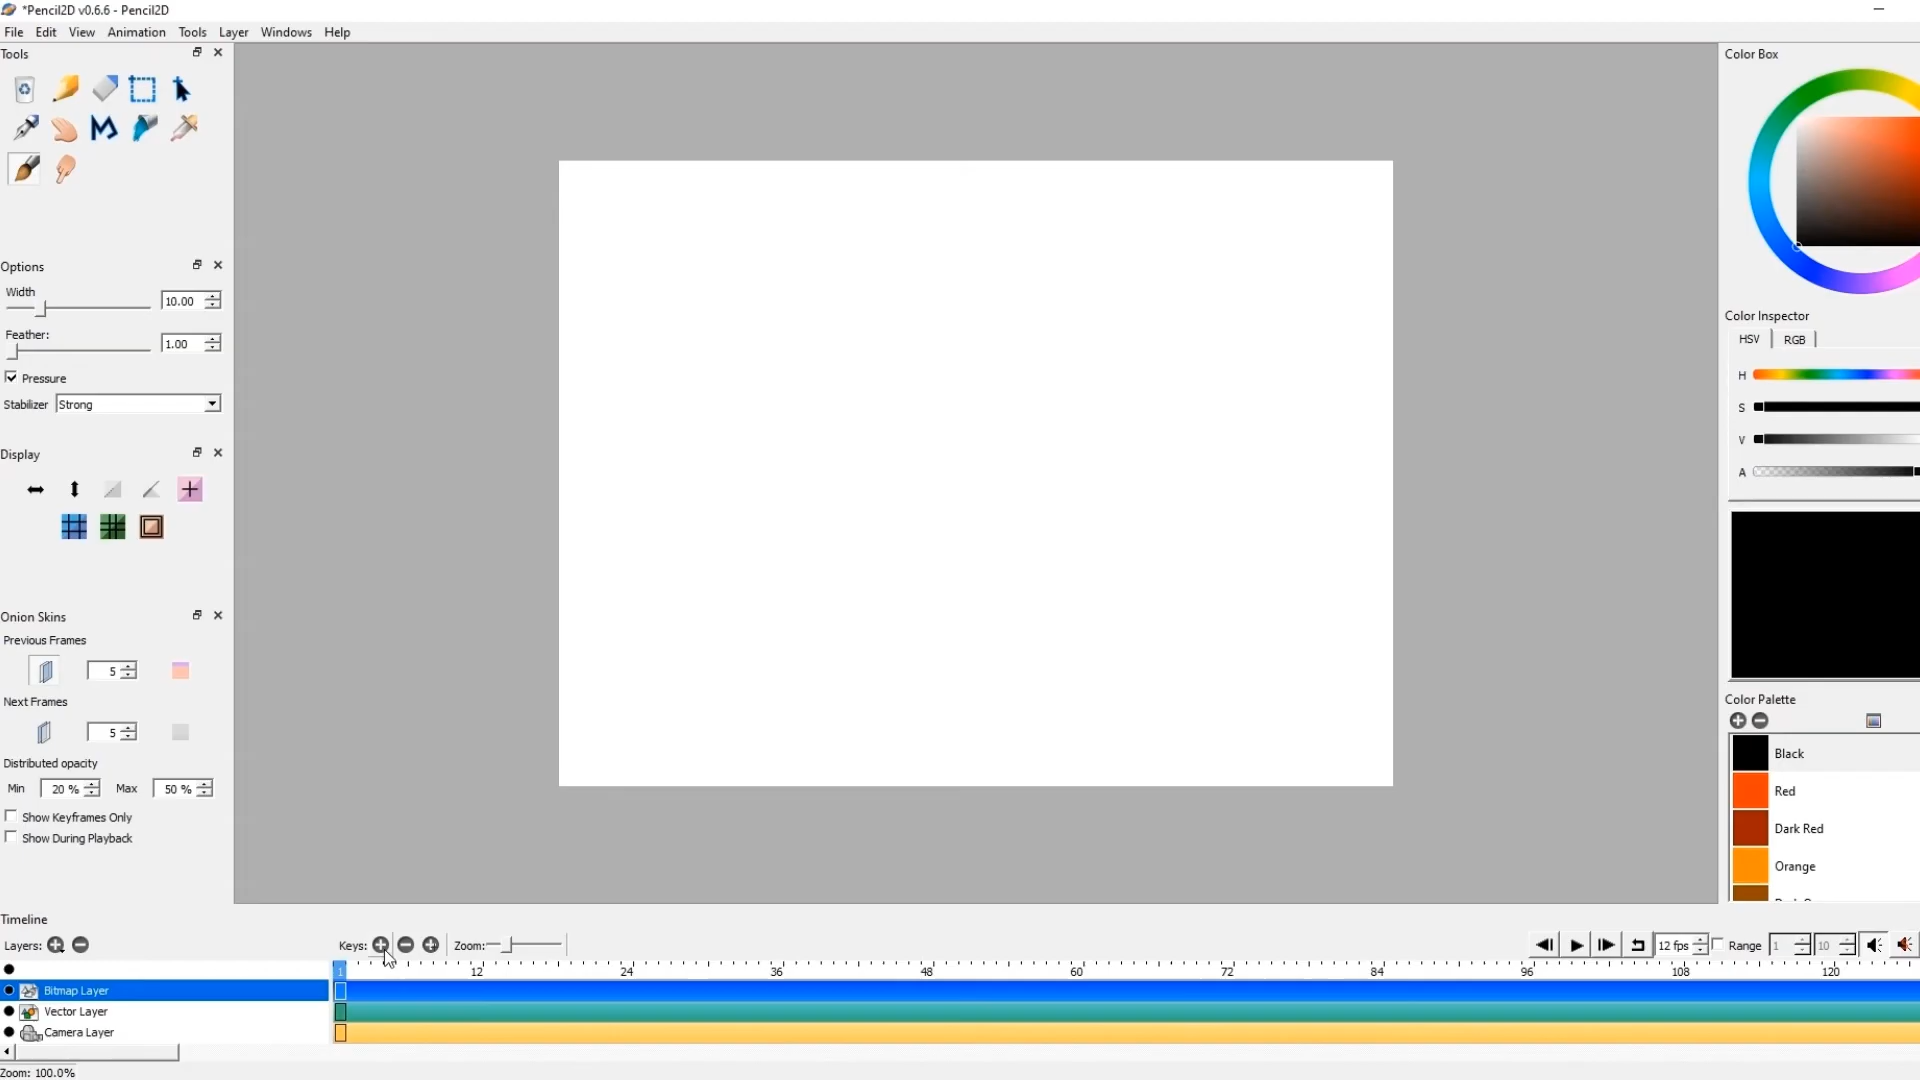 *Pencil2D v0.6.6 - Pencil2D
File Edit View Animation Tools Layer Windows Help
Tools
Options
Width
10.00
Feather:
1.00
Pressure
Stabilizer Strong
Display
Onion Skins
Previous Frames
5
Next Frames
5
Distributed opacity
Min 20 % Max 50 %
Show Keyframes Only
Show During Playback
Color Box
Color Inspector
HSV RGB
H
S
V
A
Color Palette
Black
Red
Dark Red
Orange
Timeline
Layers: Keys: Zoom: 12 fps Range 1 10
1 12 24 36 48 60 72 84 96 108 120
Bitmap Layer
Vector Layer
Camera Layer
Zoom: 100.0%